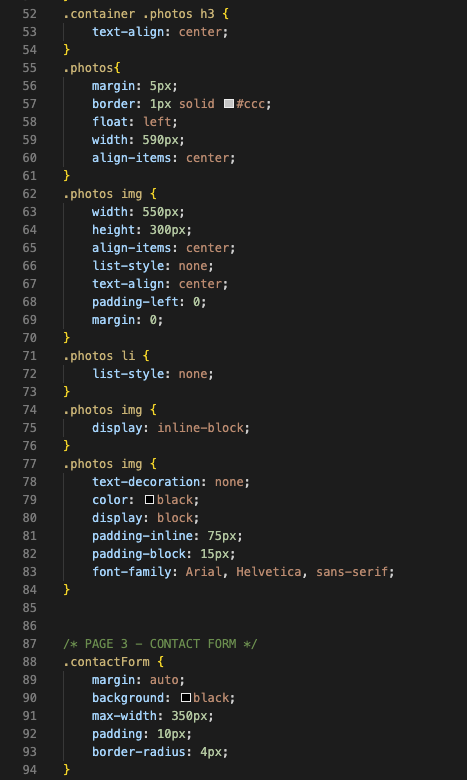 52 .container .photos h3 {
53     text-align: center;
54 }
55 .photos{
56     margin: 5px;
57     border: 1px solid #ccc;
58     float: left;
59     width: 590px;
60     align-items: center;
61 }
62 .photos img {
63     width: 550px;
64     height: 300px;
65     align-items: center;
66     list-style: none;
67     text-align: center;
68     padding-left: 0;
69     margin: 0;
70 }
71 .photos li {
72     list-style: none;
73 }
74 .photos img {
75     display: inline-block;
76 }
77 .photos img {
78     text-decoration: none;
79     color: black;
80     display: block;
81     padding-inline: 75px;
82     padding-block: 15px;
83     font-family: Arial, Helvetica, sans-serif;
84 }
85
86
87 /* PAGE 3 - CONTACT FORM */
88 .contactForm {
89     margin: auto;
90     background: black;
91     max-width: 350px;
92     padding: 10px;
93     border-radius: 4px;
94 }